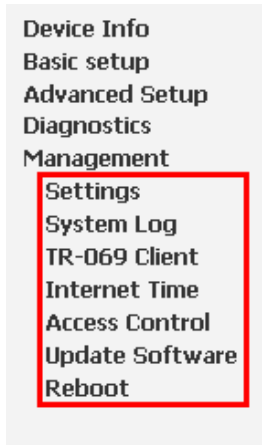 Device Info
Basic setup
Advanced Setup
Diagnostics
Management
Settings
System Log
TR-069 Client
Internet Time
Access Control
Update Software
Reboot